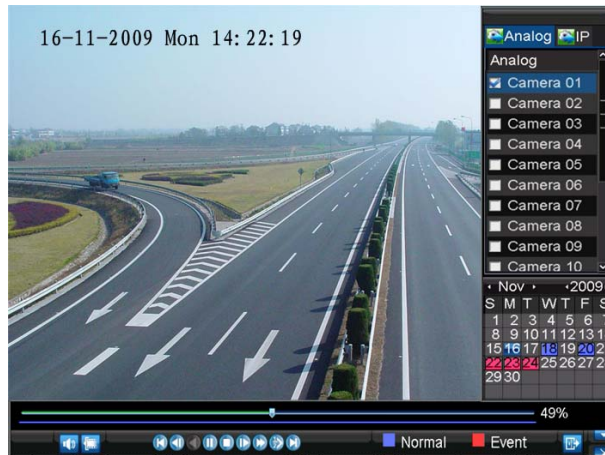 16-11-2009 Mon 14:22:19
Analog IP
Analog
Camera 01
Camera 02
Camera 03
Camera 04
Camera 05
Camera 06
Camera 07
Camera 08
Camera 09
Camera 10
Nov 2009
S M T W T F S
1 2 3 4 5 6
8 9 10 11 12 13
15 16 17 18 19 20
22 23 24 25 26 27
29 30
49%
Normal Event